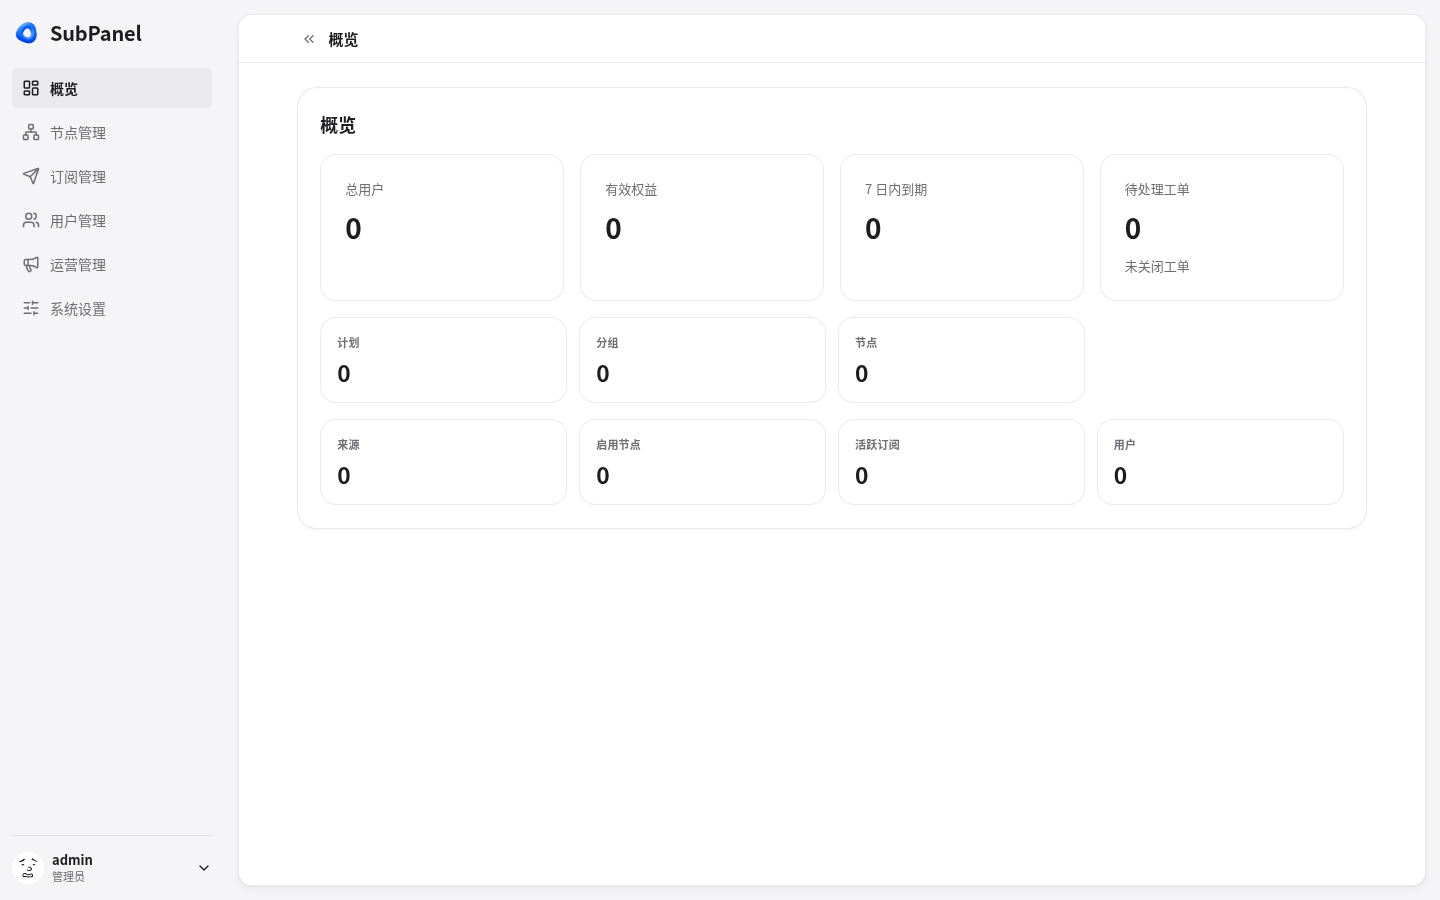 SubPanel
概览
节点管理
订阅管理
用户管理
运营管理
系统设置
admin
管理员
概览
概览
总用户
0
有效权益
0
7 日内到期
0
待处理工单
0
未关闭工单
计划
0
分组
0
节点
0
来源
0
启用节点
0
活跃订阅
0
用户
0